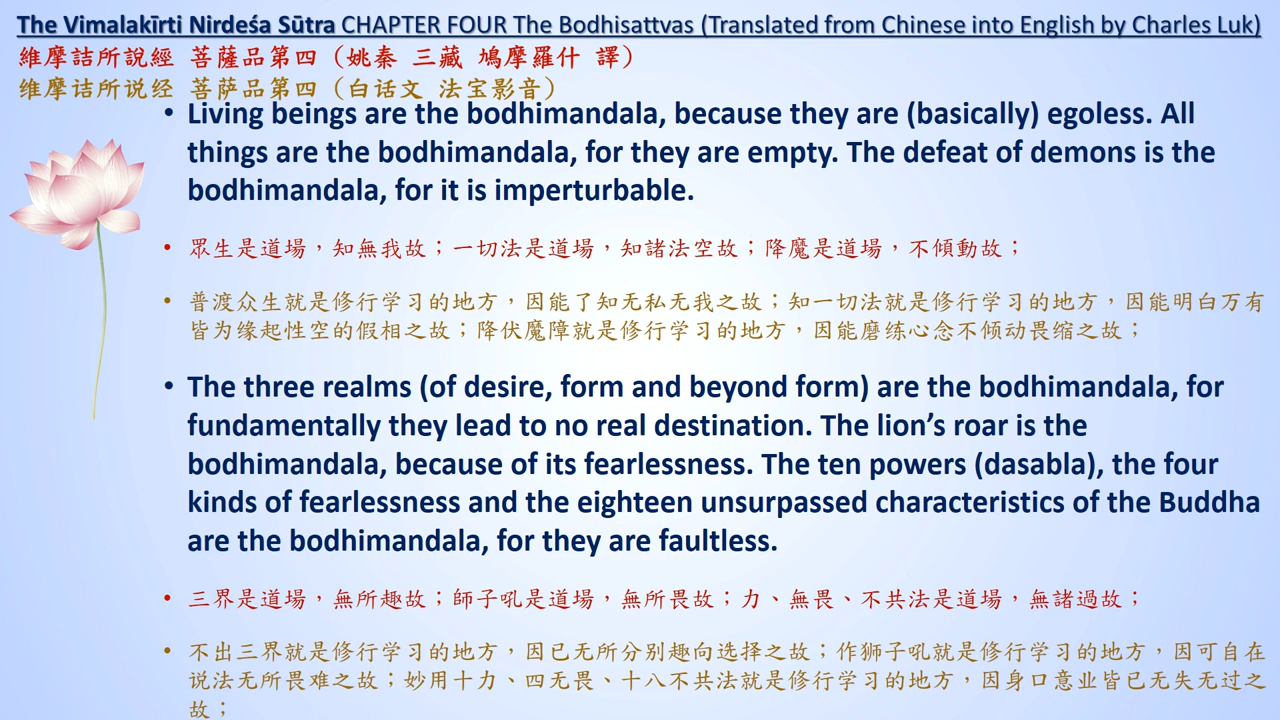 The Vimalakīrti Nirdeśa Sūtra CHAPTER FOUR The Bodhisattvas (Translated from Chinese into English by Charles Luk)
維摩詰所說經 菩薩品第四 (姚秦 三藏 鳩摩羅什 譯)
维摩诘所说经 菩萨品第四 (白话文 法宝影音)
• Living beings are the bodhimandala, because they are (basically) egoless. All
things are the bodhimandala, for they are empty. The defeat of demons is the
bodhimandala, for it is imperturbable.
• 眾生是道場，知無我故；一切法是道場，知諸法空故；降魔是道場，不傾動故；
• 普渡众生就是修行学习的地方，因能了知无私无我之故；知一切法就是修行学习的地方，因能明白万有
皆为缘起性空的假相之故；降伏魔障就是修行学习的地方，因能磨练心念不倾动畏缩之故；
• The three realms (of desire, form and beyond form) are the bodhimandala, for
fundamentally they lead to no real destination. The lion’s roar is the
bodhimandala, because of its fearlessness. The ten powers (dasabla), the four
kinds of fearlessness and the eighteen unsurpassed characteristics of the Buddha
are the bodhimandala, for they are faultless.
• 三界是道場，無所趣故；師子吼是道場，無所畏故；力、無畏、不共法是道場，無諸過故；
• 不出三界就是修行学习的地方，因已无所分别趣向选择之故；作狮子吼就是修行学习的地方，因可自在
说法无所畏难之故；妙用十力、四无畏、十八不共法就是修行学习的地方，因身口意业皆已无失无过之
故；